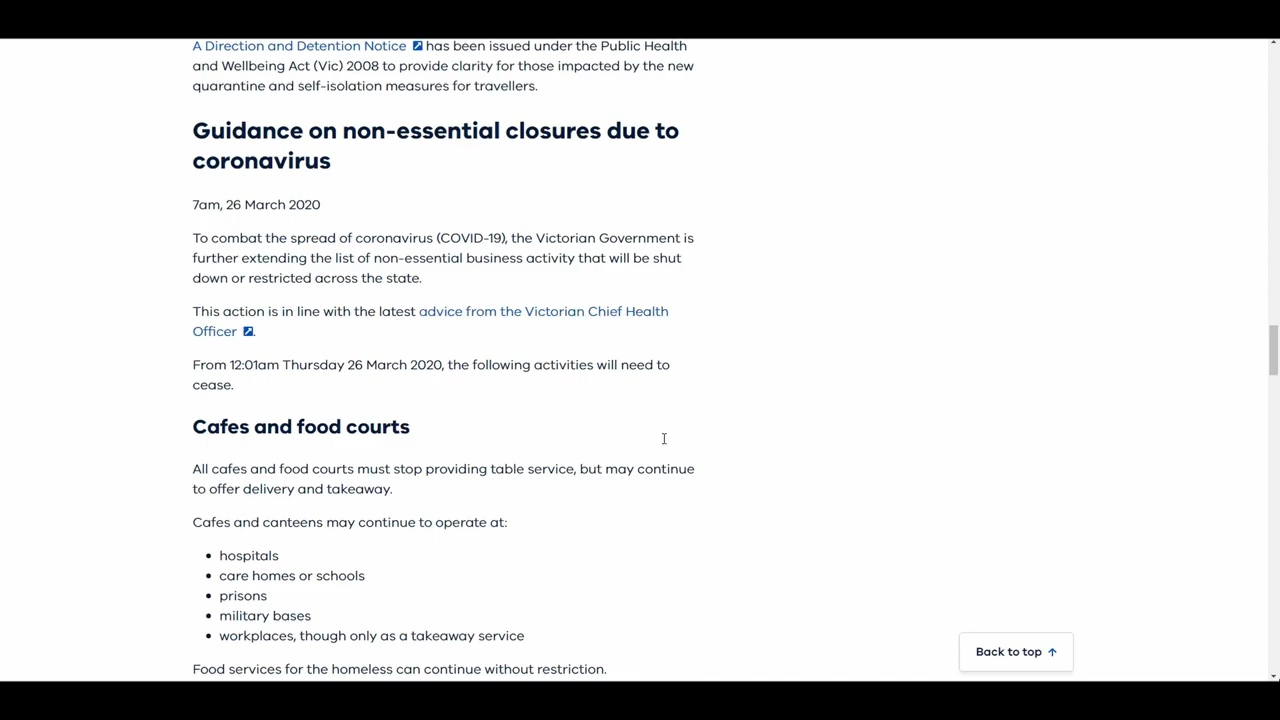 A Direction and Detention Notice has been issued under the Public Health
and Wellbeing Act (Vic) 2008 to provide clarity for those impacted by the new
quarantine and self-isolation measures for travellers.
Guidance on non-essential closures due to
coronavirus
7am, 26 March 2020
To combat the spread of coronavirus (COVID-19), the Victorian Government is
further extending the list of non-essential business activity that will be shut
down or restricted across the state.
This action is in line with the latest advice from the Victorian Chief Health
Officer .
From 12:01am Thursday 26 March 2020, the following activities will need to
cease.
Cafes and food courts
All cafes and food courts must stop providing table service, but may continue
to offer delivery and takeaway.
Cafes and canteens may continue to operate at:
• hospitals
• care homes or schools
• prisons
• military bases
• workplaces, though only as a takeaway service
Food services for the homeless can continue without restriction.
Back to top ↑